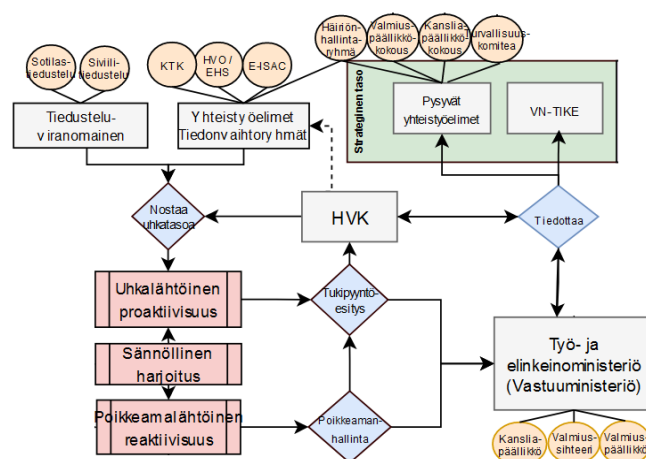 Sotilas-
tiedustelu
Siviili-
tiedustelu
KTK
HVO /
EHS
E-ISAC
Häiriön-
hallinta-
ryhmä
Valmius-
päällikkö-
kokous
Kanslia-
päällikkö-
kokous
Turvallisuus-
komitea
Tiedustelu-
viranomainen
Yhteistyöelimet
Tiedonvaihtoryhmät
Strateginen taso
Pysyvät
yhteistyöelimet
VN-TIKE
Nostaa
uhkatasoa
HVK
Tiedottaa
Uhkalähtöinen
proaktiivisuus
Tukipyyntö-
esitys
Sännöllinen
harjoitus
Työ- ja
elinkeinoministeriö
(Vastuuministeriö)
Poikkeamalähtöinen
reaktiivisuus
Poikkeaman-
hallinta
Kanslia-
päällikkö
Valmius-
sihteeri
Valmius-
päällikkö